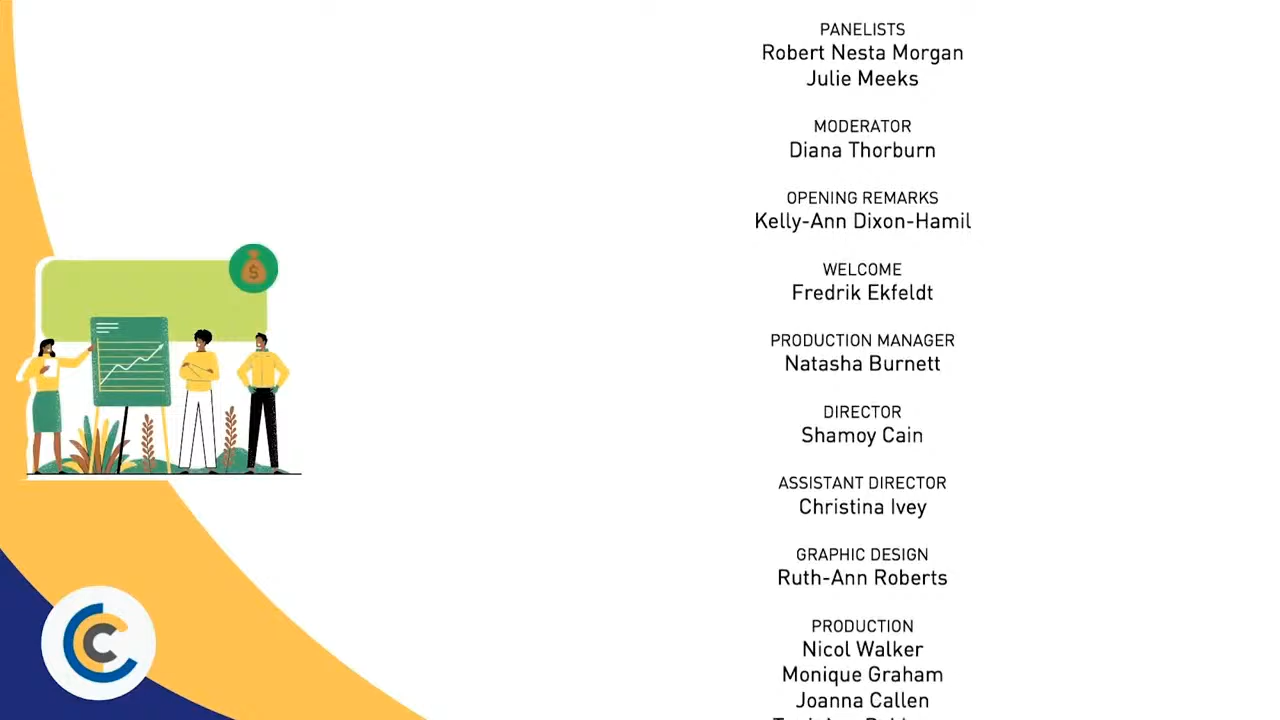 PANELISTS
Robert Nesta Morgan
Julie Meeks
MODERATOR
Diana Thorburn
OPENING REMARKS
Kelly-Ann Dixon-Hamil
WELCOME
Fredrik Ekfeldt
PRODUCTION MANAGER
Natasha Burnett
DIRECTOR
Shamoy Cain
ASSISTANT DIRECTOR
Christina Ivey
GRAPHIC DESIGN
Ruth-Ann Roberts
PRODUCTION
Nicol Walker
Monique Graham
Joanna Callen
$